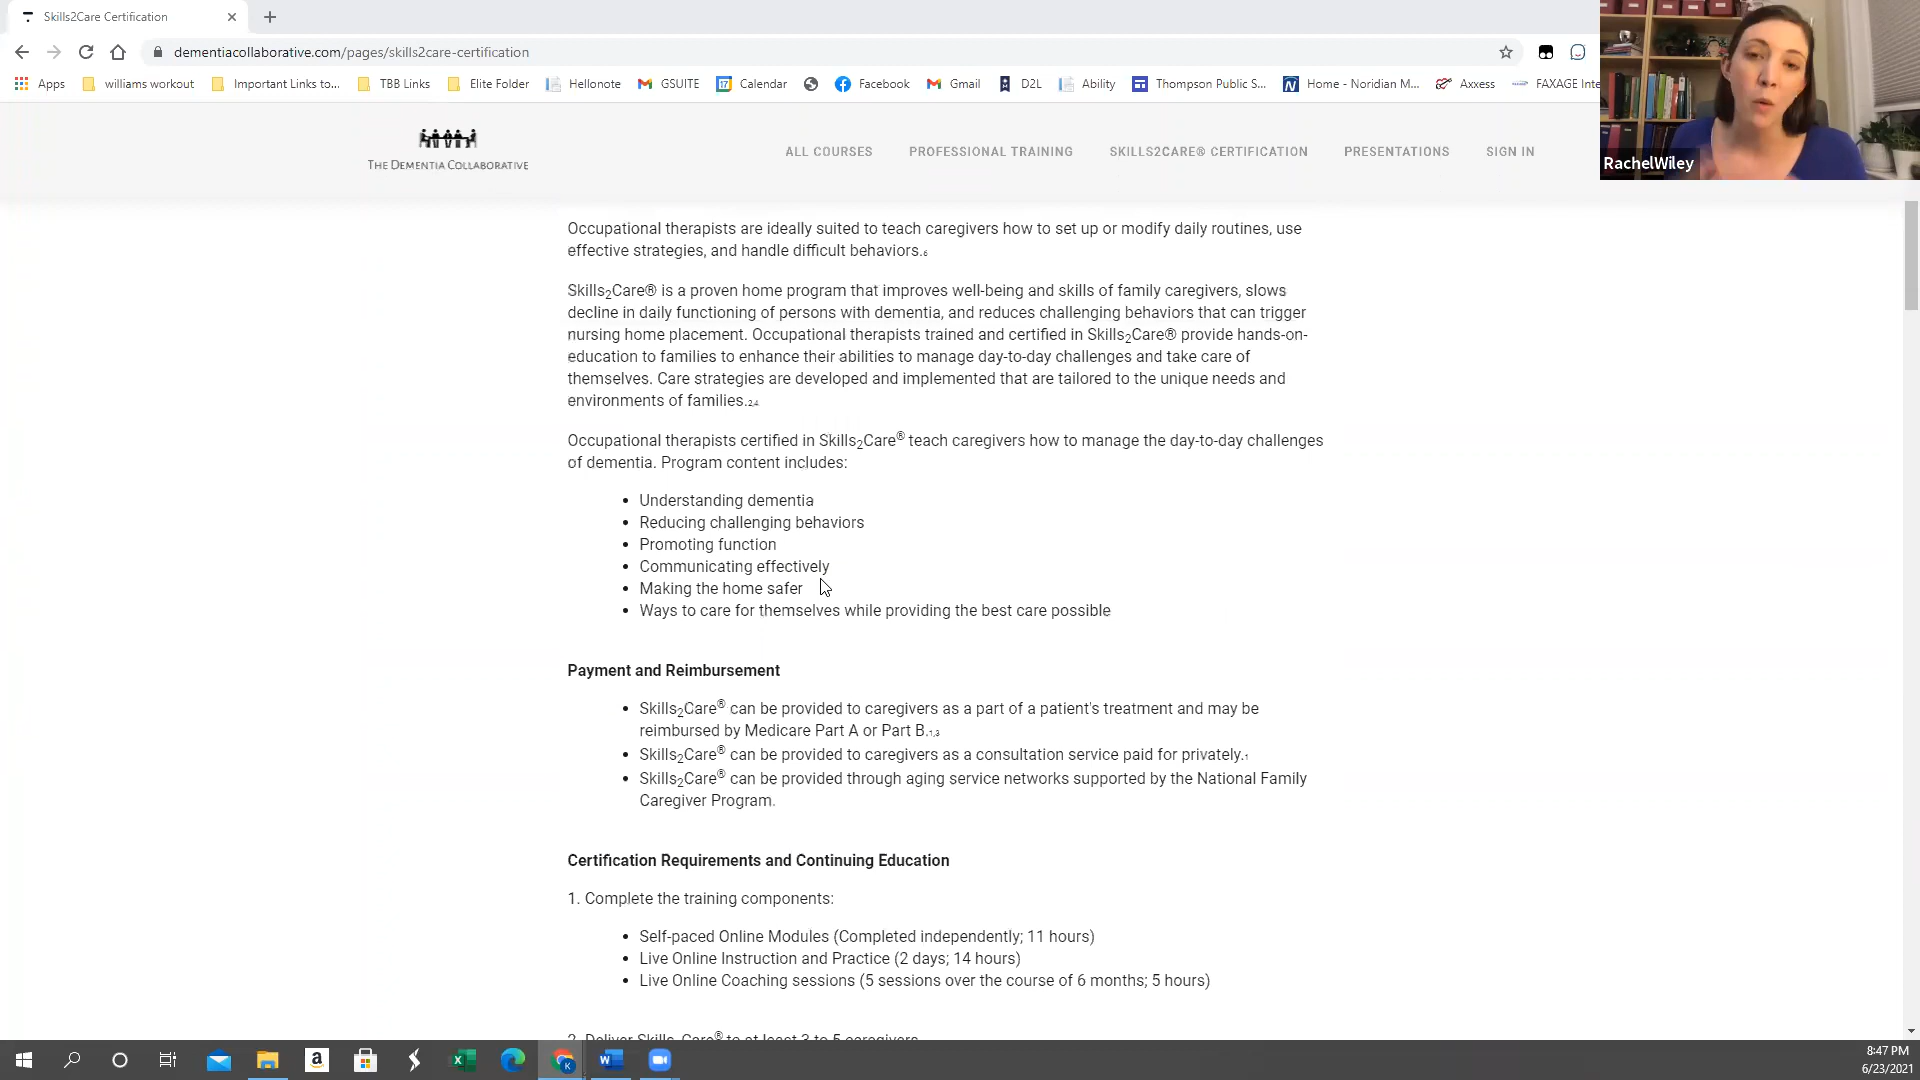 Skills2Care Certification
dementiacollaborative.com/pages/skills2care-certification
Apps williams workout Important Links to... TBB Links Elite Folder Hellonote GSUITE Calendar Facebook Gmail D2L Ability Thompson Public S... Home - Noridian M... Axxess FAXAGE Inte
RachelWiley
THE DEMENTIA COLLABORATIVE
ALL COURSES PROFESSIONAL TRAINING SKILLS2CARE® CERTIFICATION PRESENTATIONS SIGN IN
Occupational therapists are ideally suited to teach caregivers how to set up or modify daily routines, use
effective strategies, and handle difficult behaviors.₆
Skills₂Care® is a proven home program that improves well-being and skills of family caregivers, slows
decline in daily functioning of persons with dementia, and reduces challenging behaviors that can trigger
nursing home placement. Occupational therapists trained and certified in Skills₂Care® provide hands-on-
education to families to enhance their abilities to manage day-to-day challenges and take care of
themselves. Care strategies are developed and implemented that are tailored to the unique needs and
environments of families.₂,₄
Occupational therapists certified in Skills₂Care® teach caregivers how to manage the day-to-day challenges
of dementia. Program content includes:
• Understanding dementia
• Reducing challenging behaviors
• Promoting function
• Communicating effectively
• Making the home safer
• Ways to care for themselves while providing the best care possible
Payment and Reimbursement
• Skills₂Care® can be provided to caregivers as a part of a patient's treatment and may be
reimbursed by Medicare Part A or Part B.₁,₃
• Skills₂Care® can be provided to caregivers as a consultation service paid for privately.₁
• Skills₂Care® can be provided through aging service networks supported by the National Family
Caregiver Program.
Certification Requirements and Continuing Education
1. Complete the training components:
• Self-paced Online Modules (Completed independently; 11 hours)
• Live Online Instruction and Practice (2 days; 14 hours)
• Live Online Coaching sessions (5 sessions over the course of 6 months; 5 hours)
2. Deliver Skills₂Care® to at least 3 to 5 caregivers
8:47 PM
6/23/2021